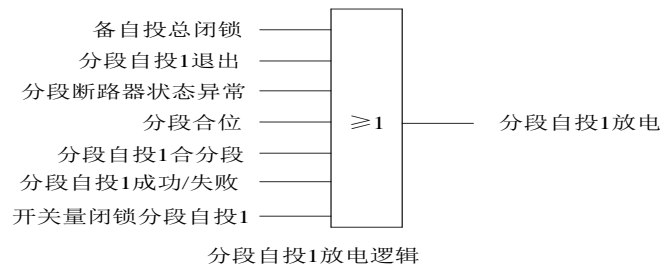 备自投总闭锁
分段自投1退出
分段断路器状态异常
分段合位
分段自投1合分段
分段自投1成功/失败
开关量闭锁分段自投1
≥1
分段自投1放电
分段自投1放电逻辑